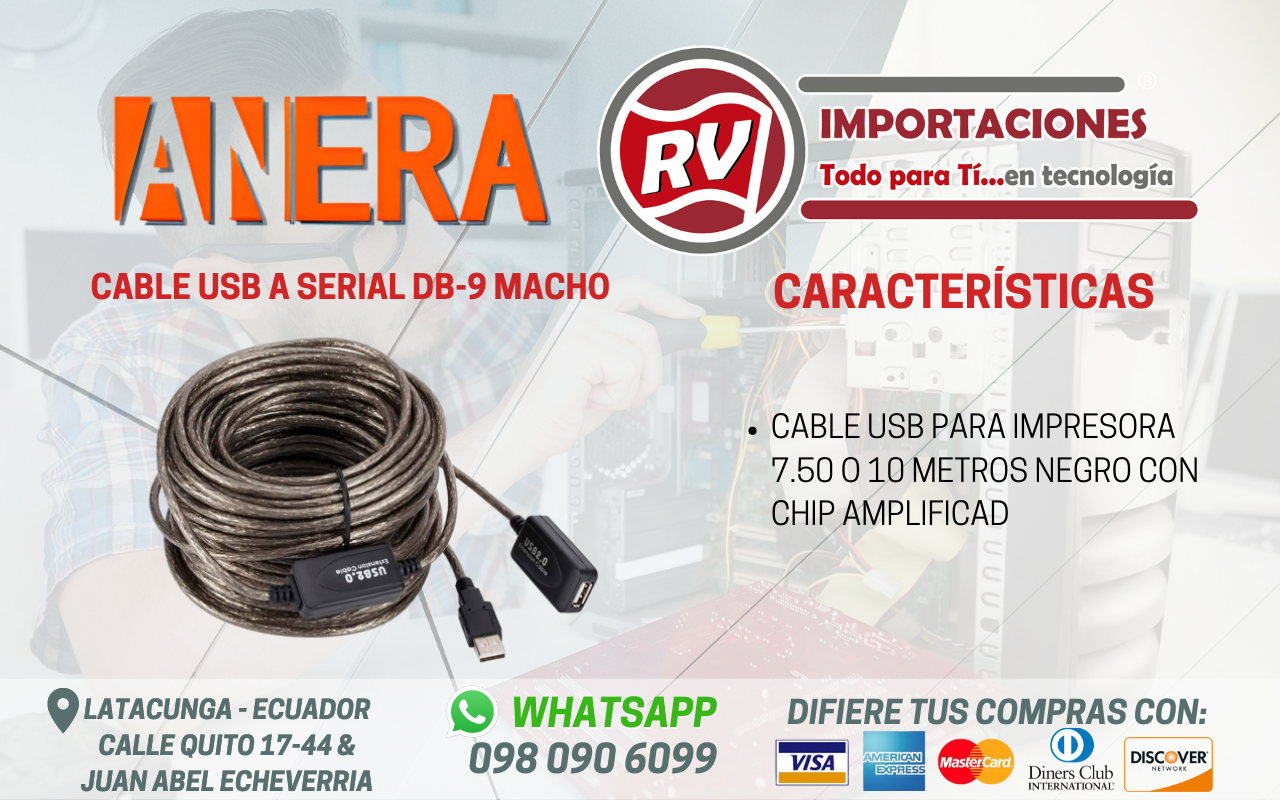 ANERA
RV
®
IMPORTACIONES
Todo para Tí...en tecnología
CABLE USB A SERIAL DB-9 MACHO
CARACTERÍSTICAS
• CABLE USB PARA IMPRESORA
7.50 O 10 METROS NEGRO CON
CHIP AMPLIFICAD
USB2.0
Extension Cable
USB2.0
LATACUNGA - ECUADOR
CALLE QUITO 17-44 &
JUAN ABEL ECHEVERRIA
WHATSAPP
098 090 6099
DIFIERE TUS COMPRAS CON:
VISA
AMERICAN
EXPRESS
MasterCard
Diners Club
INTERNATIONAL
DISCOVER
NETWORK